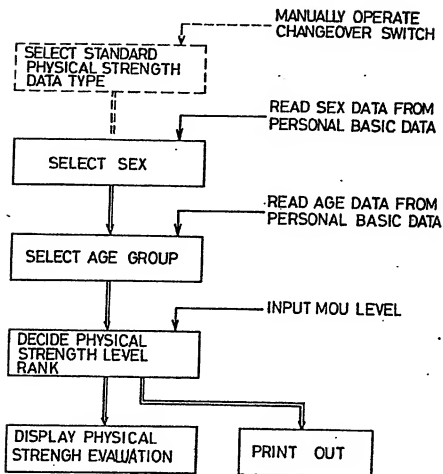 MANUALLY OPERATE
CHANGEOVER SWITCH
SELECT STANDARD
PHYSICAL STRENGTH
DATA TYPE
READ SEX DATA FROM
PERSONAL BASIC DATA
SELECT SEX
READ AGE DATA FROM
PERSONAL BASIC DATA
SELECT AGE GROUP
INPUT MOU LEVEL
DECIDE PHYSICAL
STRENGTH LEVEL
RANK
DISPLAY PHYSICAL
STRENGH EVALUATION
PRINT OUT